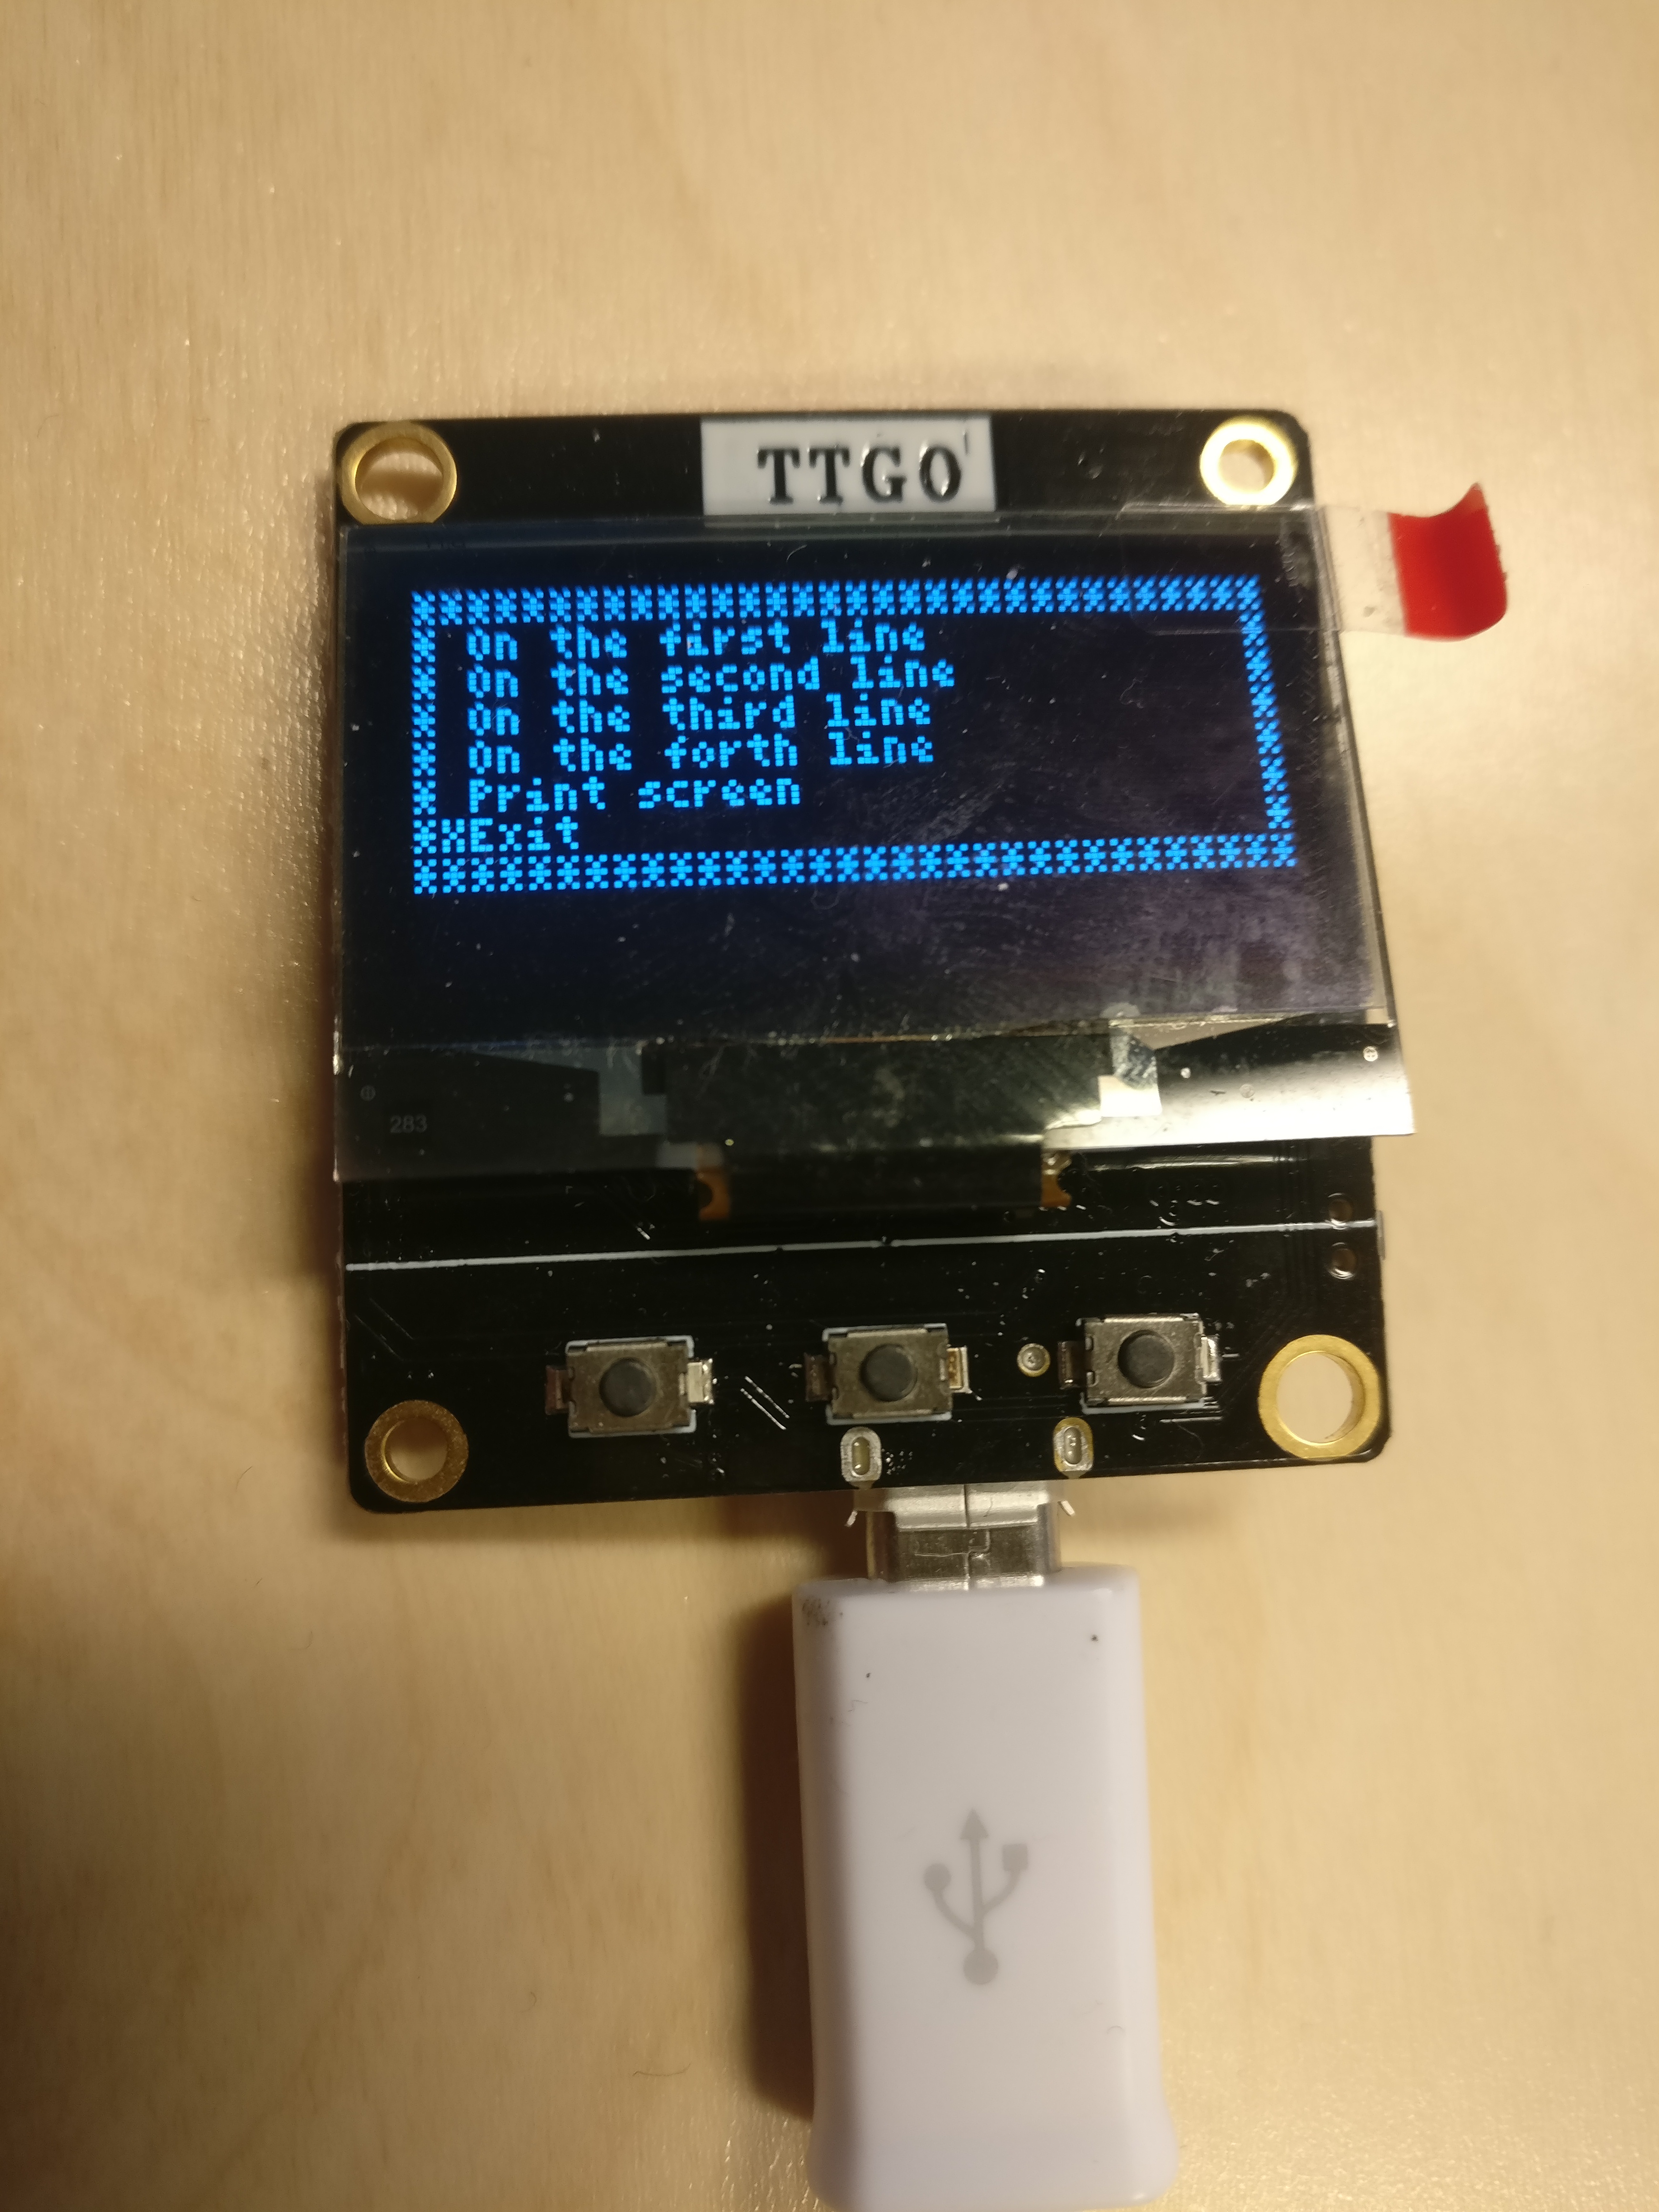 TTGO
********************************
* On the first line *
* On the second line *
* On the third line *
* On the forth line *
* Print screen *
*XExit *
********************************
283